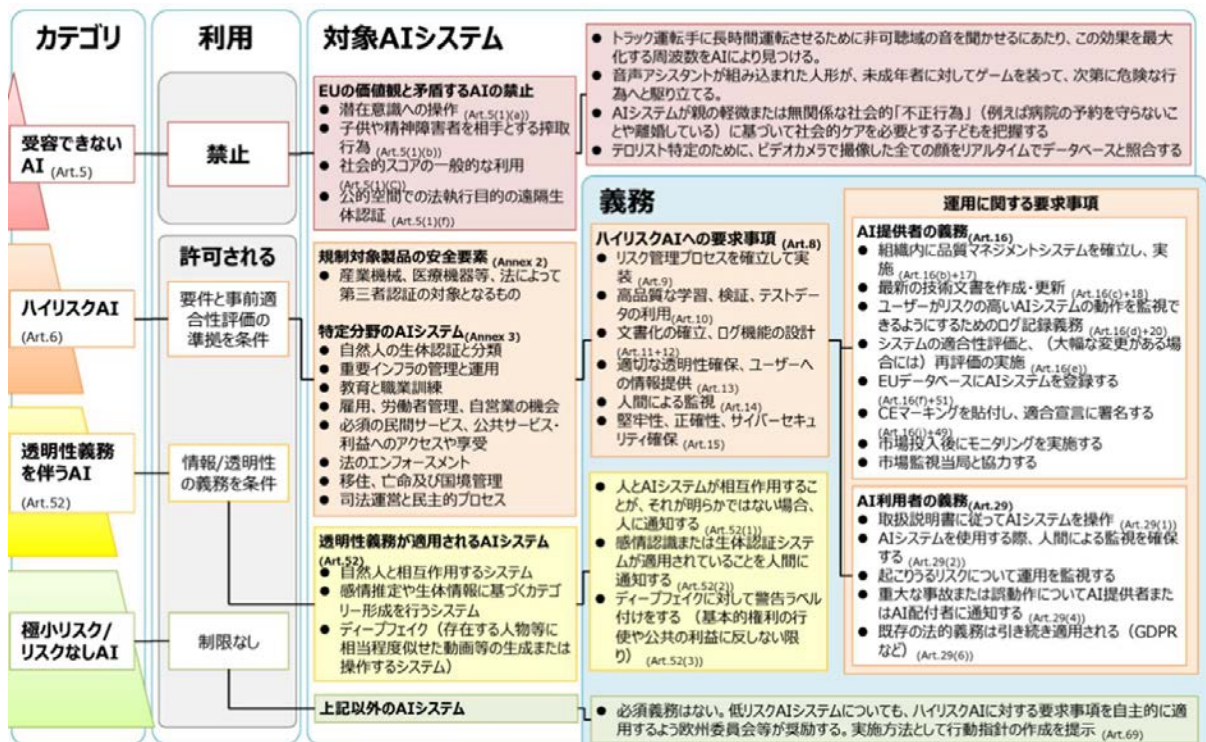 カテゴリ
利用
対象AIシステム
受容できない
AI (Art.5)
禁止
EUの価値観と矛盾するAIの禁止
● 潜在意識への操作 (Art.5(1)(a))
● 子供や精神障害者を相手とする搾取
行為(Art.5(1)(b))
● 社会的スコアの一般的な利用
(Art.5(1)(C))
● 公的空間での法執行目的の遠隔生
体認証(Art.5(1)(f))
● トラック運転手に長時間運転させるために非可聴域の音を聞かせるにあたり、この効果を最大
化する周波数をAIにより見つける。
● 音声アシスタントが組み込まれた人形が、未成年者に対してゲームを装って、次第に危険な行
為へと駆り立てる。
● AIシステムが親の軽微または無関係な社会的「不正行為」（例えば病院の予約を守らないこ
とや離婚している）に基づいて社会的ケアを必要とする子どもを把握する
● テロリスト特定のために、ビデオカメラで撮像した全ての顔をリアルタイムでデータベースと照合する
ハイリスクAI
(Art.6)
許可される
要件と事前適
合性評価の
準拠を条件
規制対象製品の安全要素(Annex 2)
● 産業機械、医療機器等、法によって
第三者認証の対象となるもの
特定分野のAIシステム(Annex 3)
● 自然人の生体認証と分類
● 重要インフラの管理と運用
● 教育と職業訓練
● 雇用、労働者管理、自営業の機会
● 必須の民間サービス、公共サービス・
利益へのアクセスや享受
● 法のエンフォースメント
● 移住、亡命及び国境管理
● 司法運営と民主的プロセス
義務
ハイリスクAIへの要求事項 (Art.8)
● リスク管理プロセスを確立して実
装(Art.9)
● 高品質な学習、検証、テストデー
タの利用(Art.10)
● 文書化の確立、ログ機能の設計
(Art.11+12)
● 適切な透明性確保、ユーザーへ
の情報提供 (Art.13)
● 人間による監視 (Art.14)
● 堅牢性、正確性、サイバーセキュ
リティ確保(Art.15)
運用に関する要求事項
AI提供者の義務(Art.16)
● 組織内に品質マネジメントシステムを確立し、実
施 (Art.16(b)+17)
● 最新の技術文書を作成・更新(Art.16(c)+18)
● ユーザーがリスクの高いAIシステムの動作を監視で
きるようにするためのログ記録義務 (Art.16(d)+20)
● システムの適合性評価と、（大幅な変更がある場
合には）再評価の実施 (Art.16(e))
● EUデータベースにAIシステムを登録する
(Art.16(f)+51)
● CEマーキングを貼付し、適合宣言に署名する
(Art.16(i)+49)
● 市場投入後にモニタリングを実施する
● 市場監視当局と協力する
AI利用者の義務(Art.29)
● 取扱説明書に従ってAIシステムを操作 (Art.29(1))
● AIシステムを使用する際、人間による監視を確保
する(Art.29(2))
● 起こりうるリスクについて運用を監視する
● 重大な事故または誤動作についてAI提供者また
はAI配付者に通知する(Art.29(4))
● 既存の法的義務は引き続き適用される（GDPR
など）(Art.29(6))
透明性義務
を伴うAI
(Art.52)
情報/透明性
の義務を条件
透明性義務が適用されるAIシステム
(Art.52)
● 自然人と相互作用するシステム
● 感情推定や生体情報に基づくカテゴ
リー形成を行うシステム
● ディープフェイク（存在する人物等に
相当程度似せた動画等の生成または
操作するシステム）
● 人とAIシステムが相互作用するこ
とが、それが明らかではない場合、
人に通知する(Art.52(1))
● 感情認識または生体認証システ
ムが適用されていることを人間に
通知する(Art.52(2))
● ディープフェイクに対して警告ラベル
付けをする （基本的権利の行
使や公共の利益に反しない限
り）(Art.52(3))
極小リスク/
リスクなしAI
制限なし
上記以外のAIシステム
● 必須義務はない。低リスクAIシステムについても、ハイリスクAIに対する要求事項を自主的に適
用するよう欧州委員会等が奨励する。実施方法として行動指針の作成を提示 (Art.69)